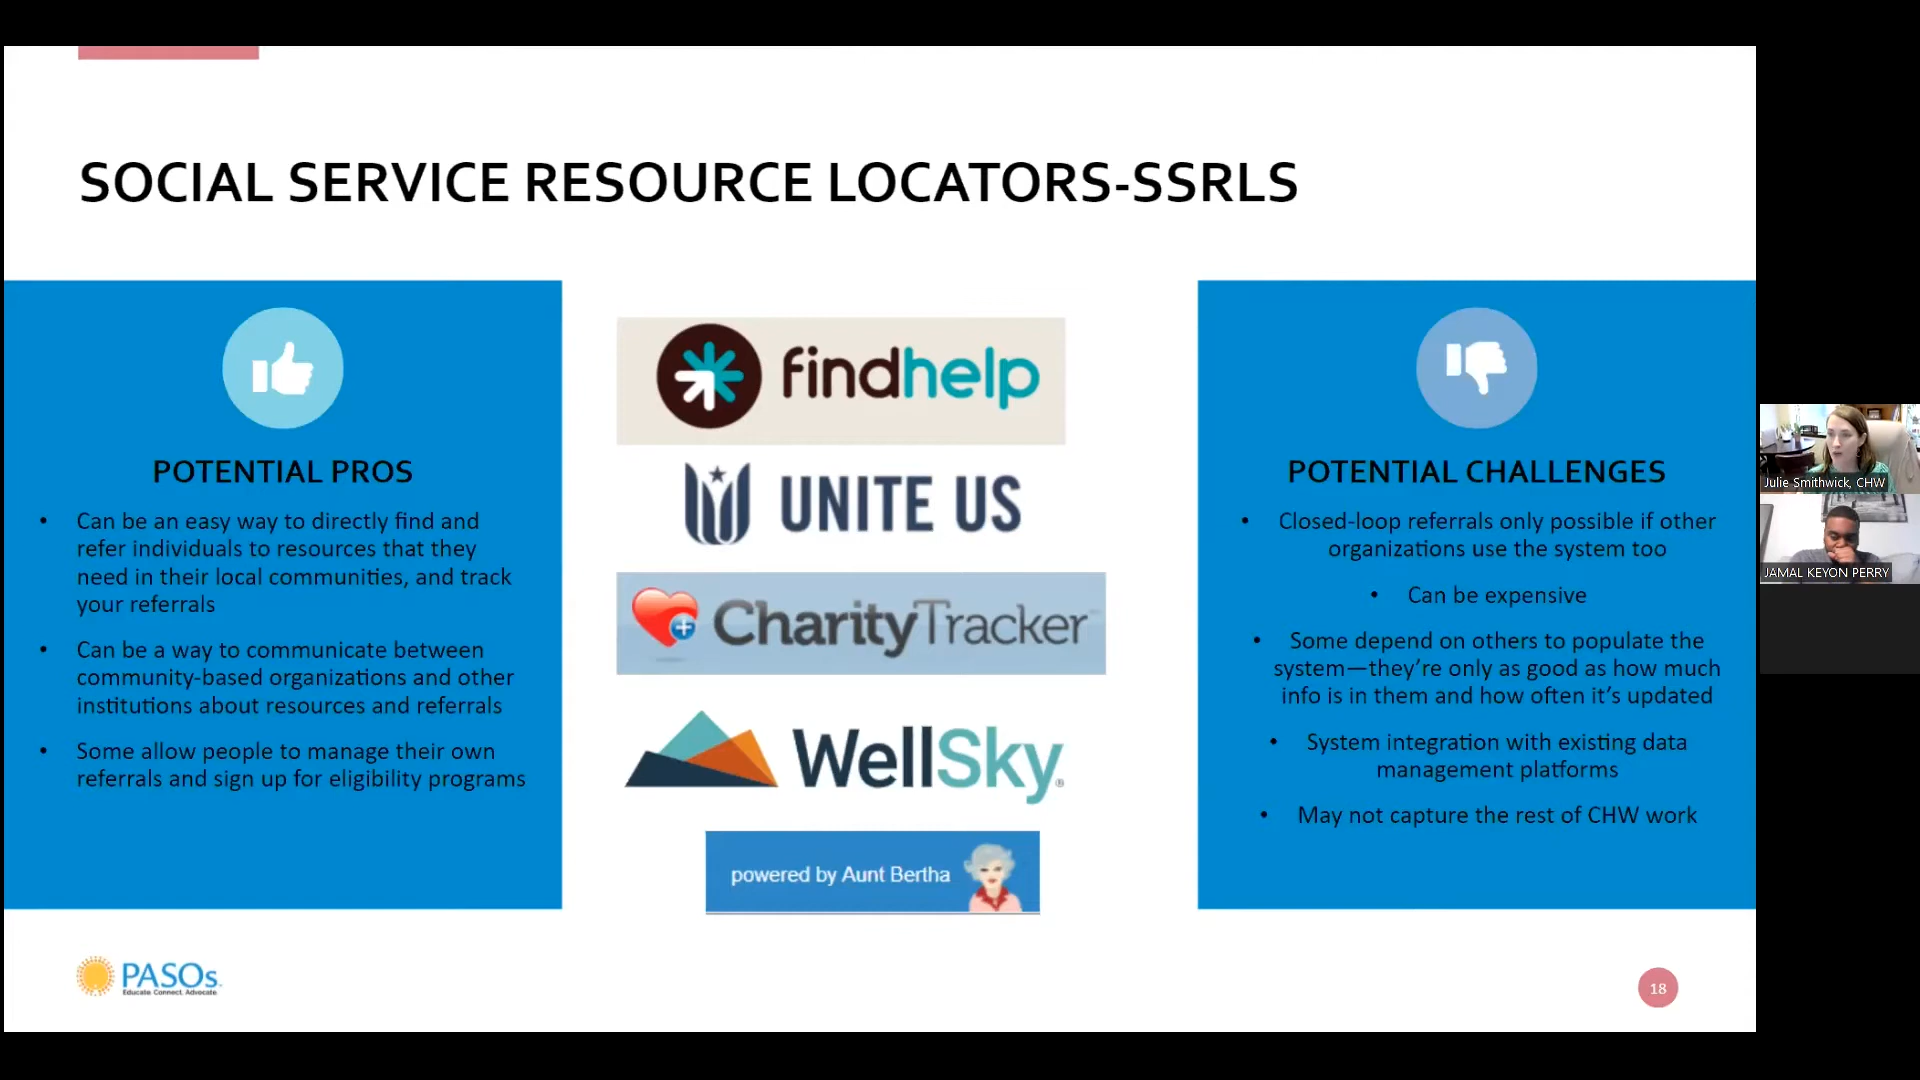 SOCIAL SERVICE RESOURCE LOCATORS-SSRLS
POTENTIAL PROS
• Can be an easy way to directly find and
refer individuals to resources that they
need in their local communities, and track
your referrals
• Can be a way to communicate between
community-based organizations and other
institutions about resources and referrals
• Some allow people to manage their own
referrals and sign up for eligibility programs
findhelp
UNITE US
CharityTracker
WellSky®
powered by Aunt Bertha
POTENTIAL CHALLENGES
• Closed-loop referrals only possible if other
organizations use the system too
• Can be expensive
• Some depend on others to populate the
system—they're only as good as how much
info is in them and how often it's updated
• System integration with existing data
management platforms
• May not capture the rest of CHW work
Julie Smithwick, CHW
JAMAL KEYON PERRY
PASOs
Educate. Connect. Advocate.
18